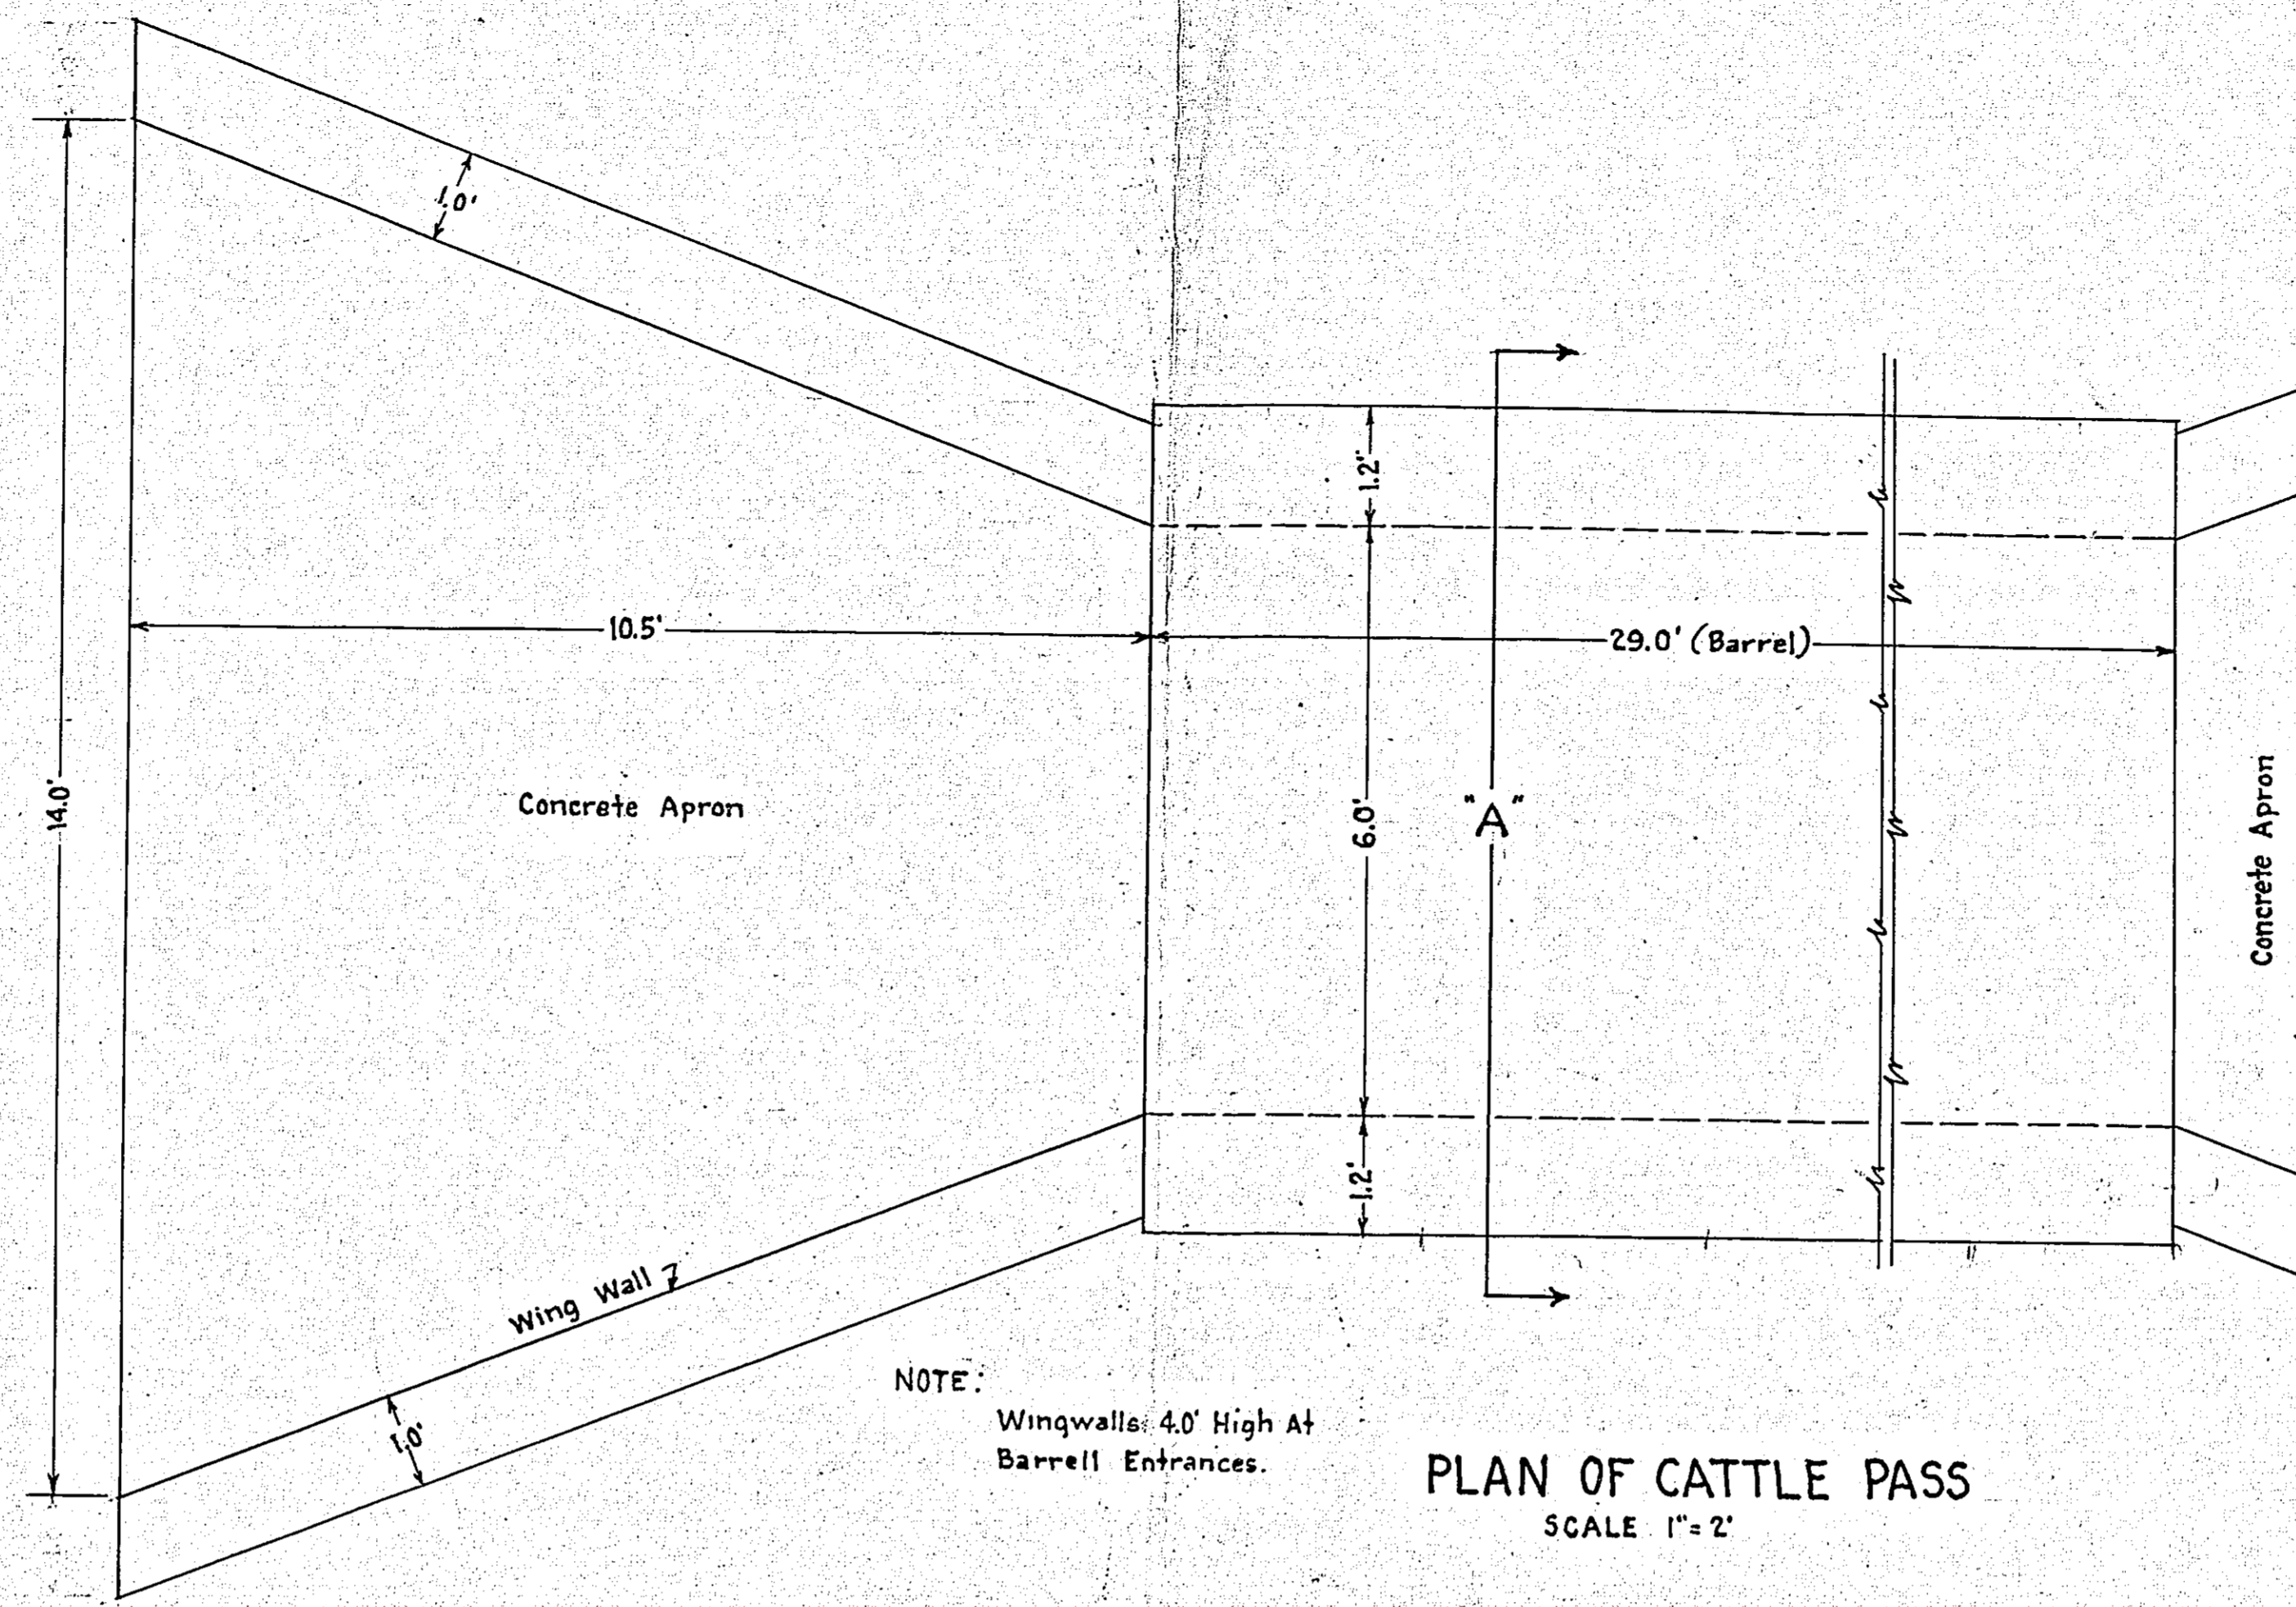 1.0'
1.2"
10.5'
29.0' (Barrel)
14.0'
Concrete Apron
6.0'
"A"
Concrete Apron
1.2'
Wing Wall
1.0'
NOTE:
Wingwalls 4.0' High At
Barrell Entrances.
PLAN OF CATTLE PASS
SCALE 1"=2'